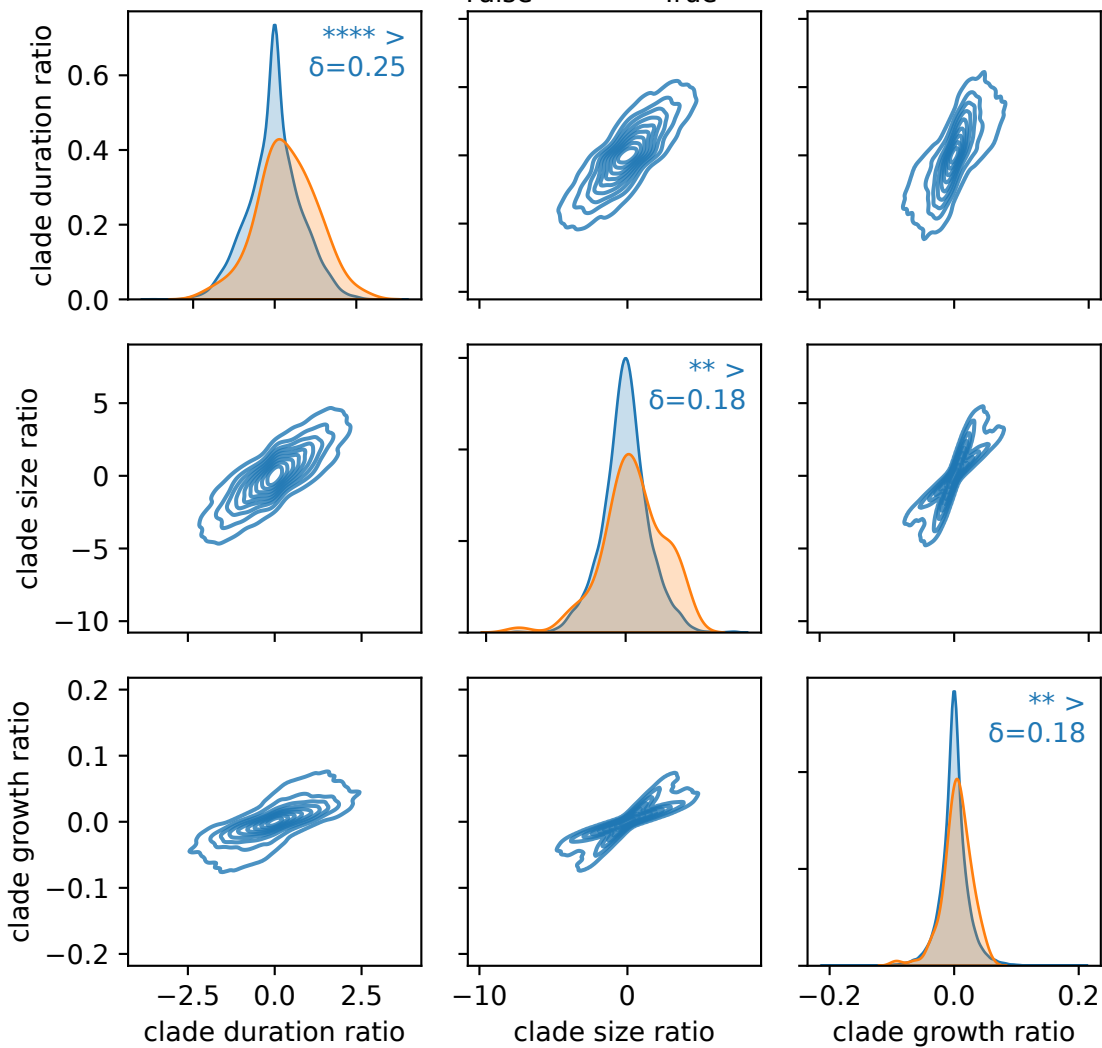 False True
clade duration ratio
0.6
0.4
0.2
0.0
**** >
δ=0.25
clade size ratio
5
0
−5
−10
** >
δ=0.18
clade growth ratio
0.2
0.1
0.0
−0.1
−0.2
** >
δ=0.18
−2.5 0.0 2.5
−10 0
−0.2 0.0 0.2
clade duration ratio
clade size ratio
clade growth ratio